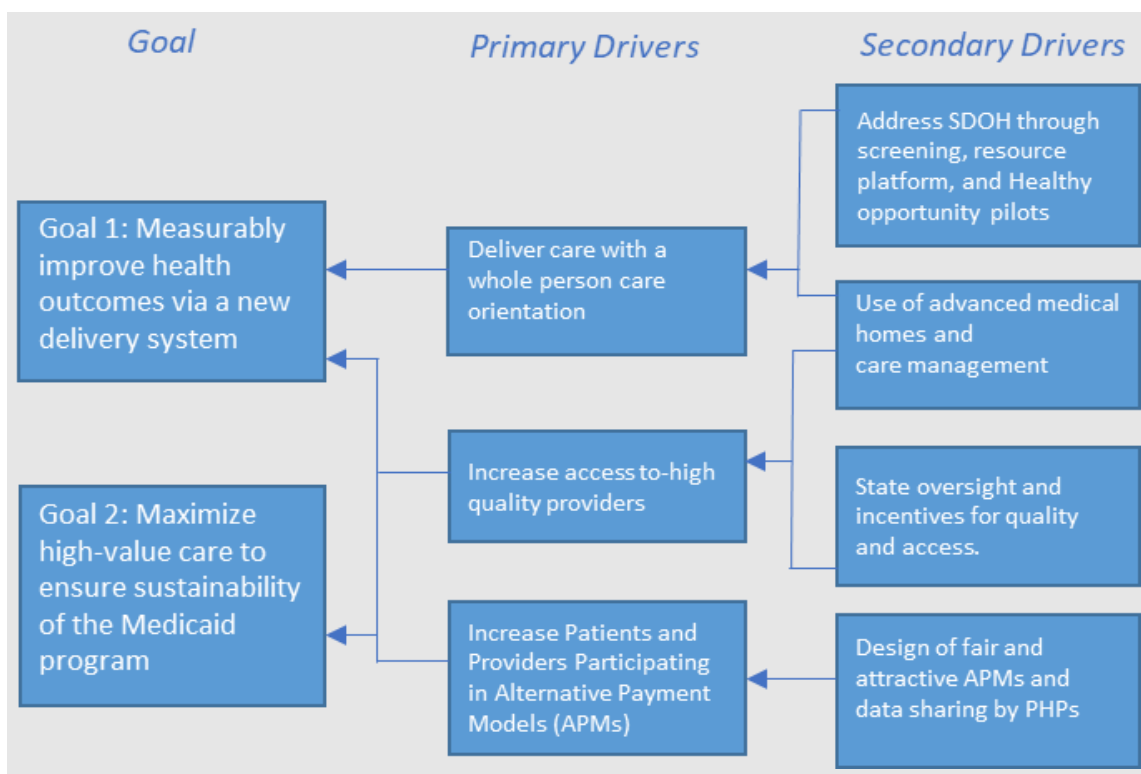 Goal
Primary Drivers
Secondary Drivers
Goal 1: Measurably
improve health
outcomes via a new
delivery system
Goal 2: Maximize
high-value care to
ensure sustainability
of the Medicaid
program
Deliver care with a
whole person care
orientation
Increase access to-high
quality providers
Increase Patients and
Providers Participating
in Alternative Payment
Models (APMs)
Address SDOH through
screening, resource
platform, and Healthy
opportunity pilots
Use of advanced medical
homes and
care management
State oversight and
incentives for quality
and access.
Design of fair and
attractive APMs and
data sharing by PHPs